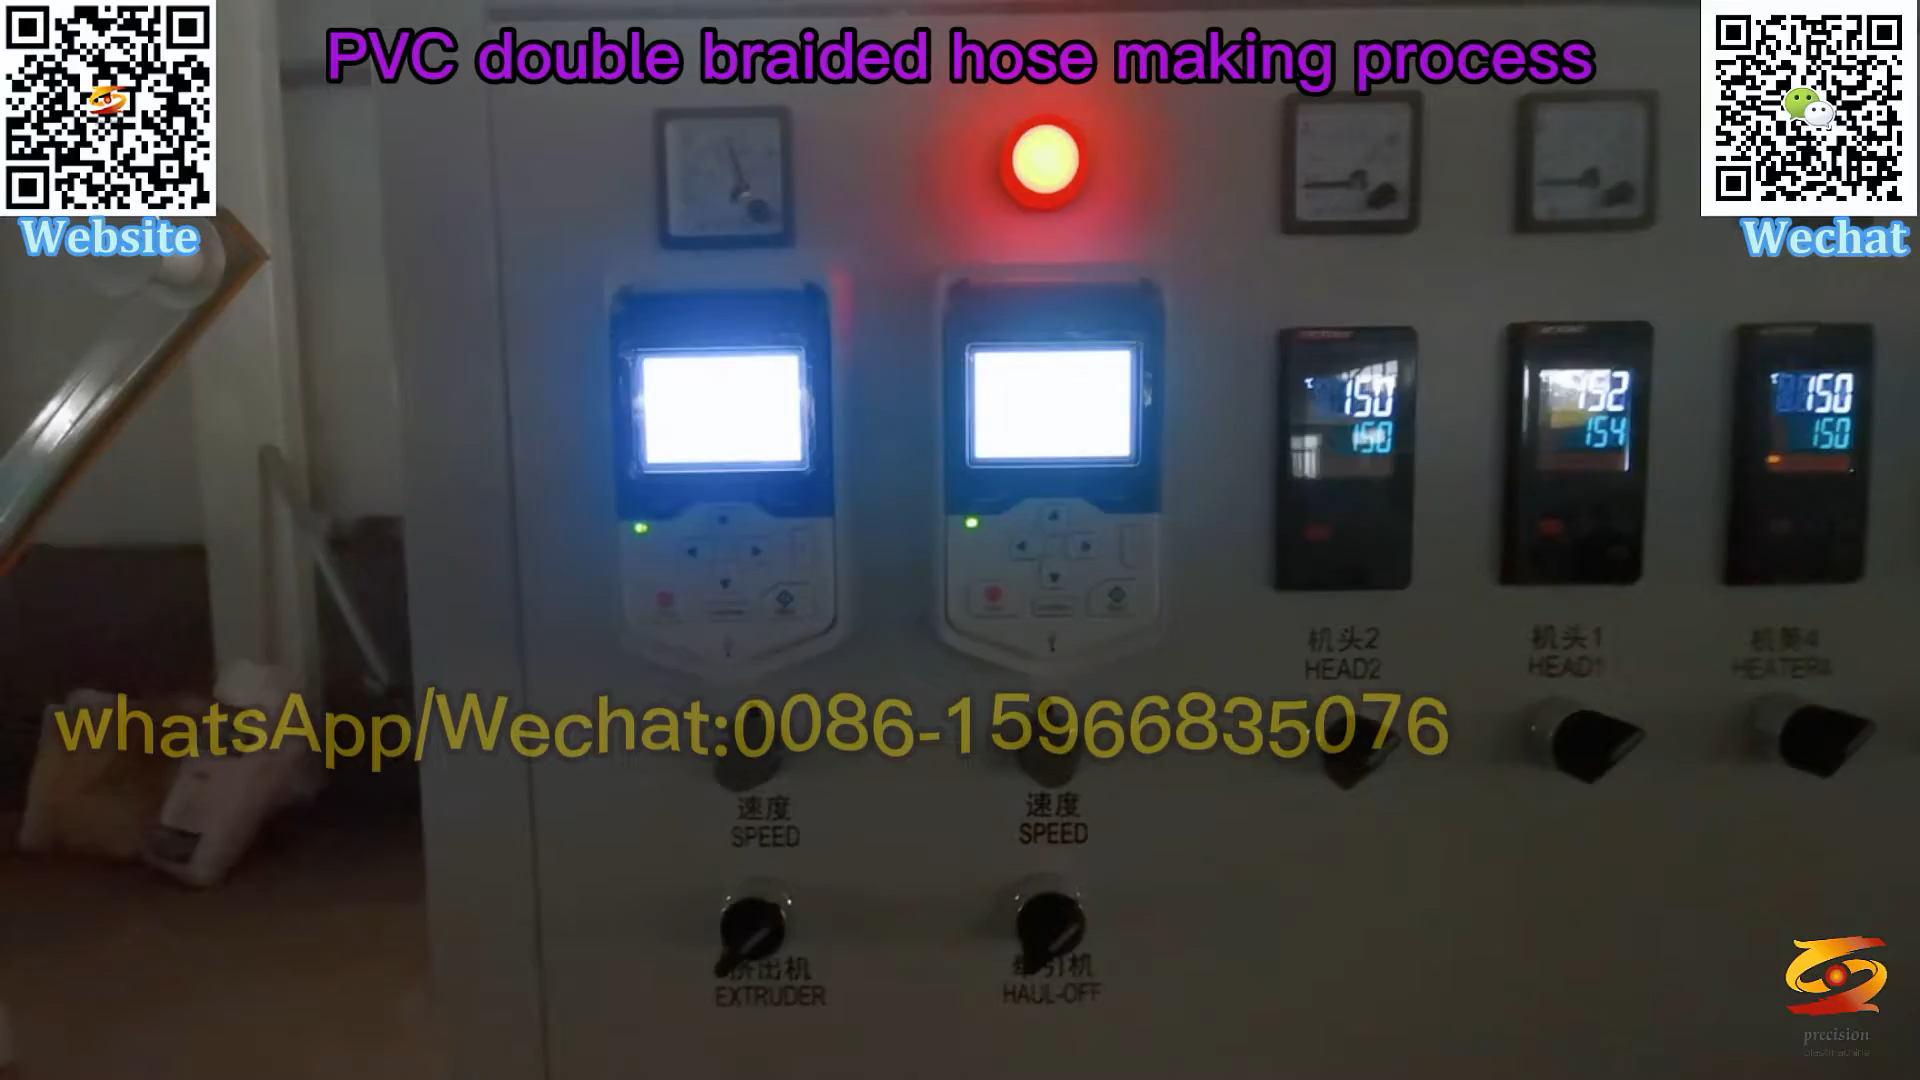 PVC double braided hose making process
Website
Wechat
150
150
152
154
150
150
机头2
HEAD2
机头1
HEAD1
机筒4
HEATER4
whatsApp/Wechat:0086-15966835076
速度
SPEED
速度
SPEED
挤出机
EXTRUDER
牵引机
HAUL-OFF
precision